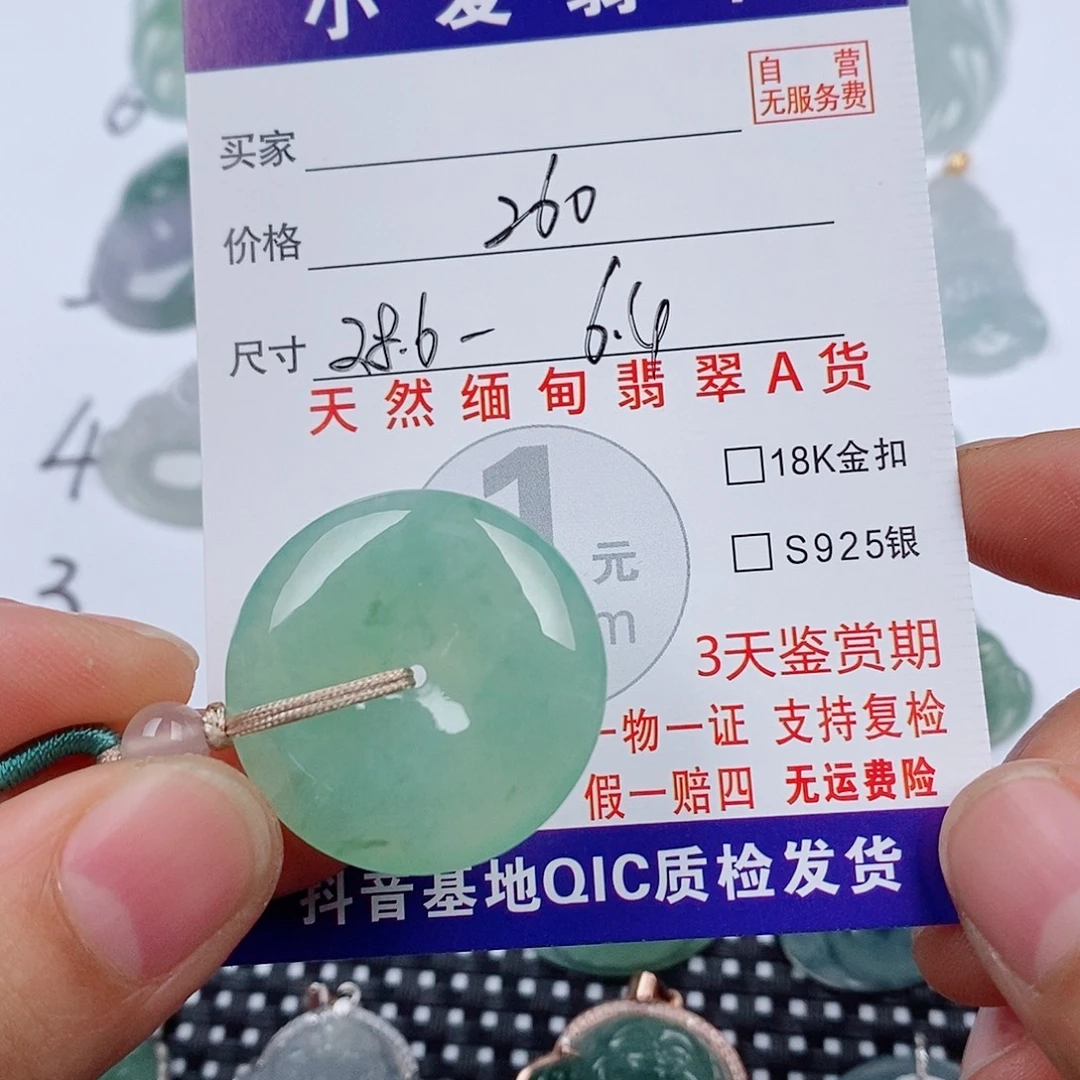 自 营
无服务费
买家
价格 260
尺寸 28.6 - 6.4
天然缅甸翡翠A货
1
元
□18K金扣
□S925银
3天鉴赏期
一物一证 支持复检
假一赔四 无运费险
抖音基地QIC质检发货
4
3